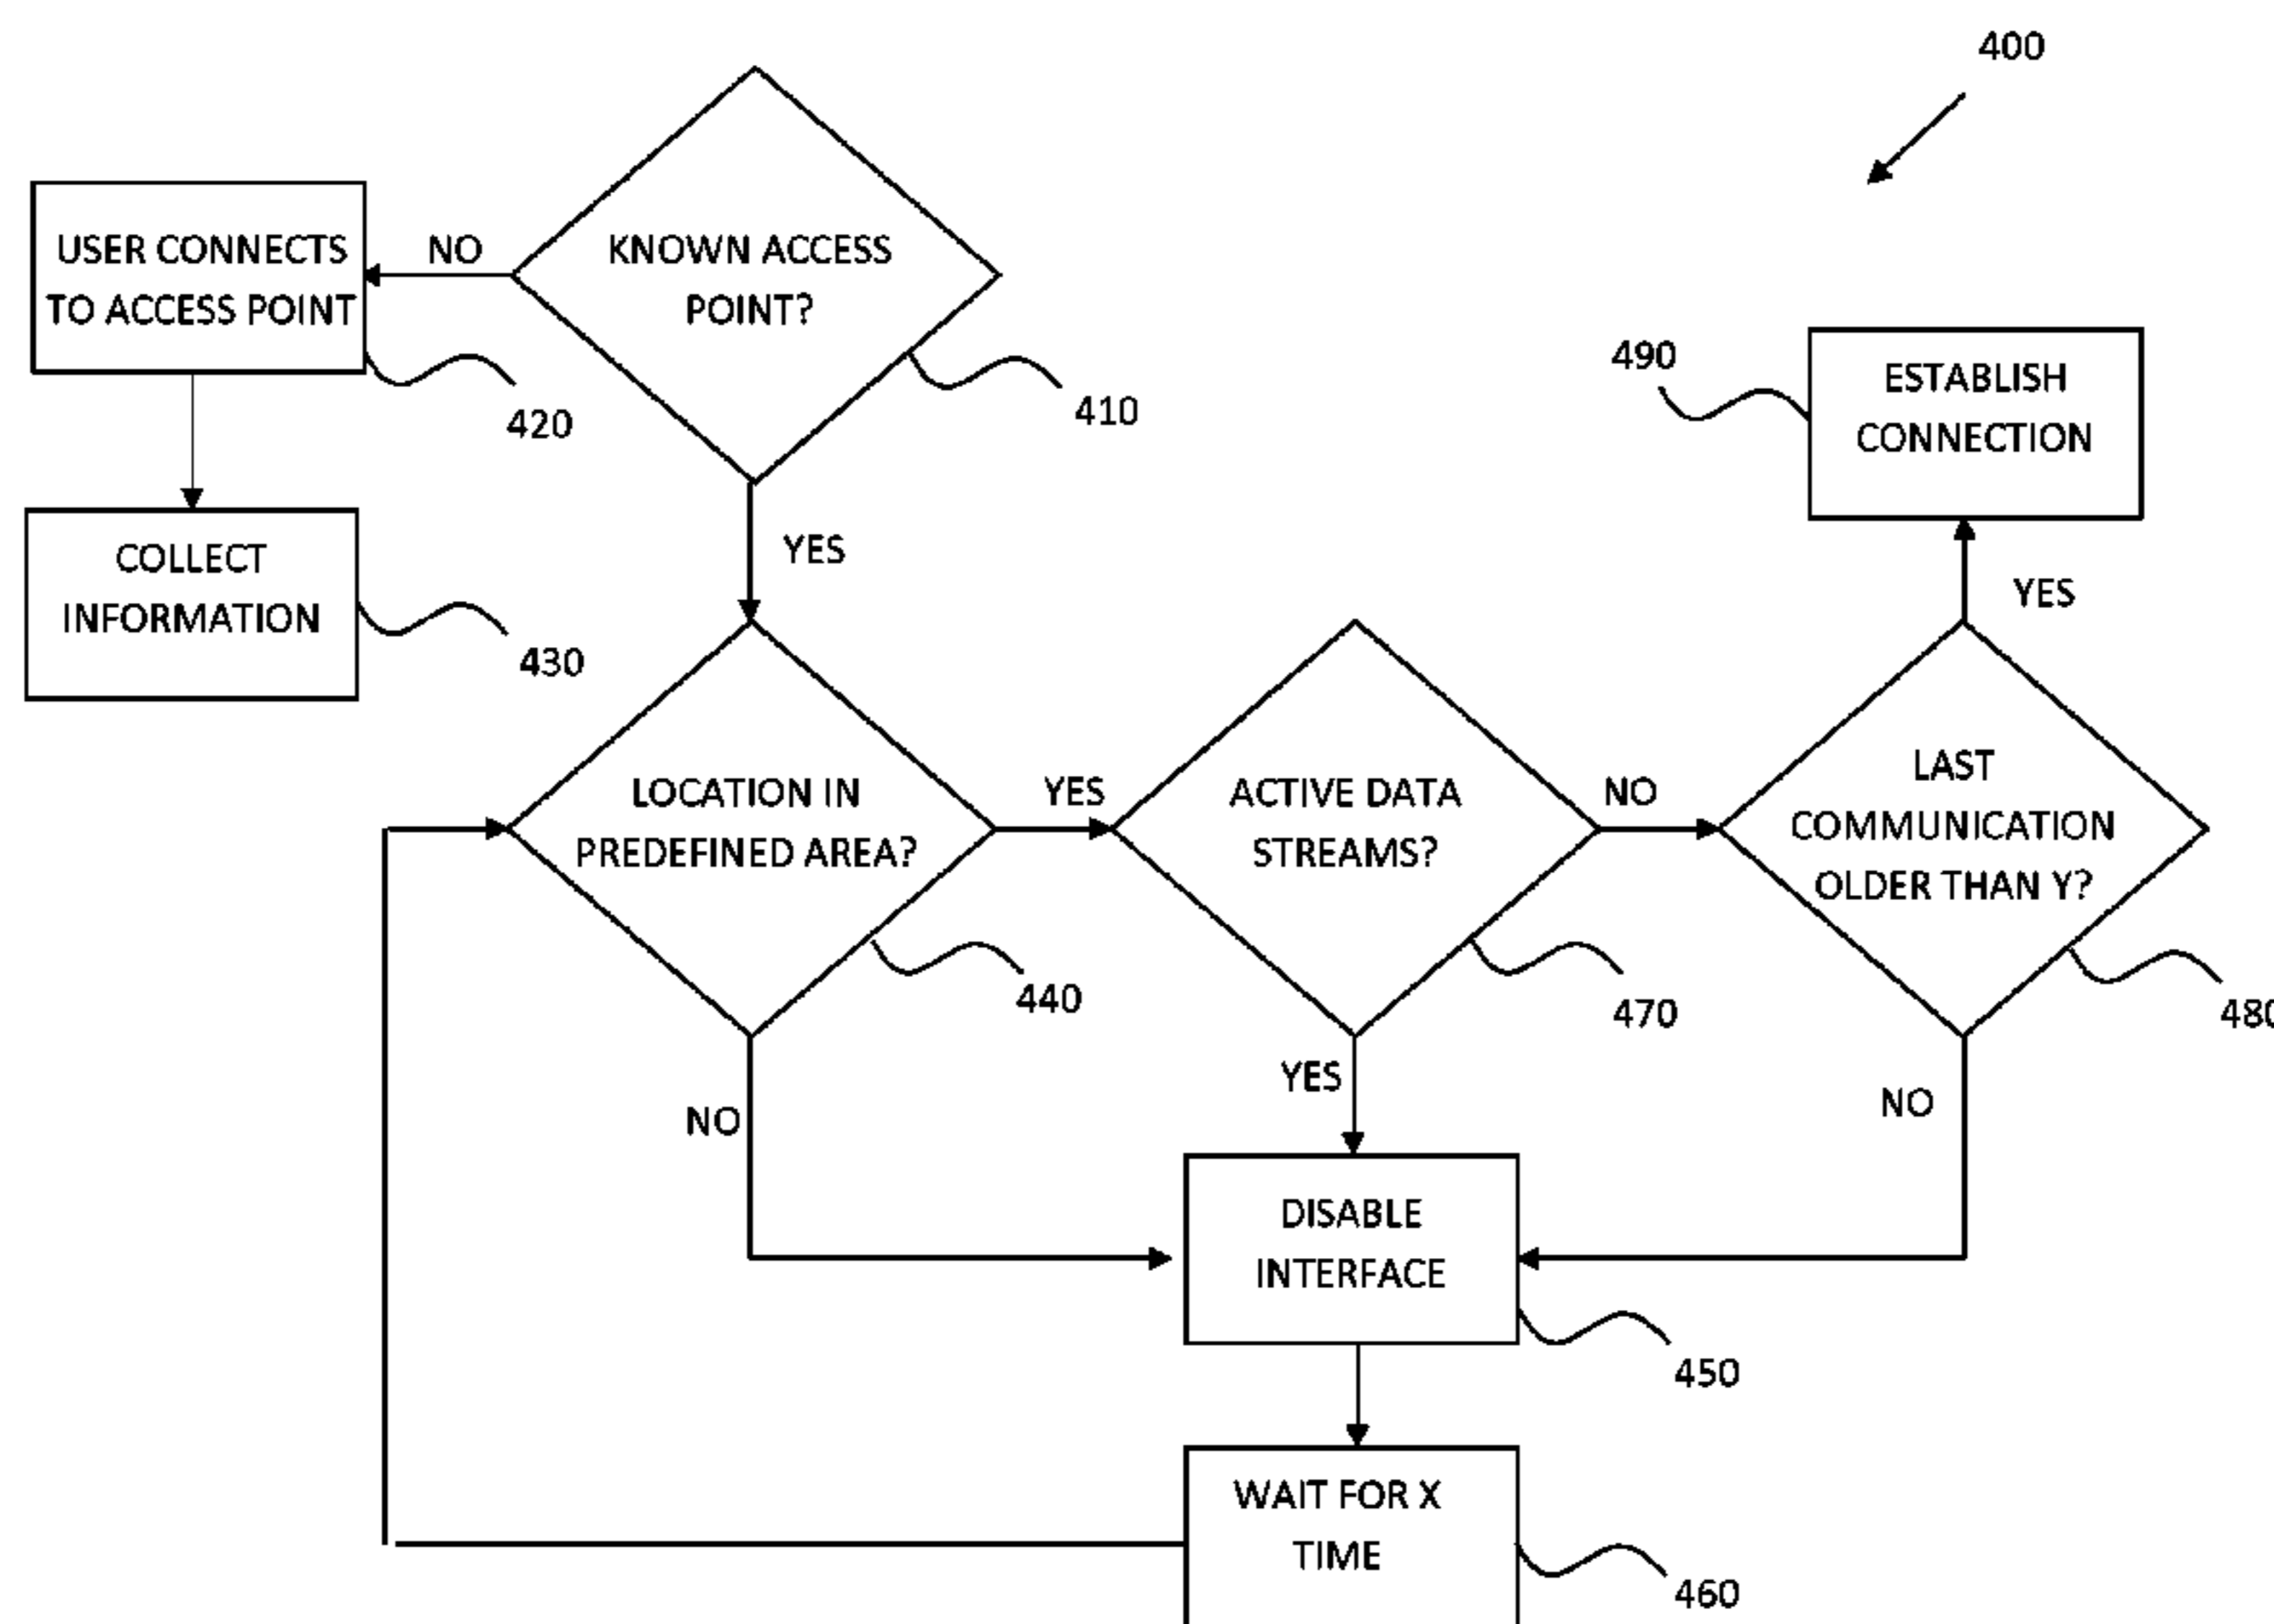 400
USER CONNECTS
TO ACCESS POINT
NO
KNOWN ACCESS
POINT?
420
410
490
ESTABLISH
CONNECTION
COLLECT
INFORMATION
430
YES
YES
LOCATION IN
PREDEFINED AREA?
YES
ACTIVE DATA
STREAMS?
NO
LAST
COMMUNICATION
OLDER THAN Y?
440
470
480
NO
YES
NO
DISABLE
INTERFACE
450
WAIT FOR X
TIME
460